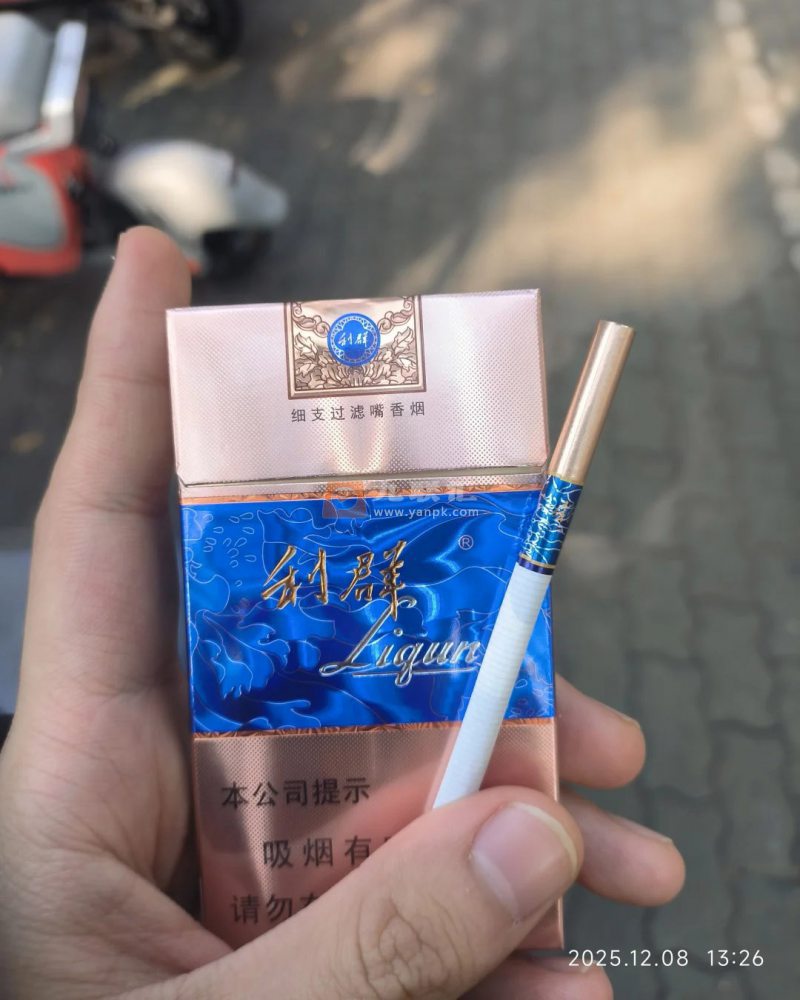 利群
细支过滤嘴香烟
www.yanpk.com
利群®
Liqun
本公司提示
吸烟有
请勿在
2025.12.08 13:26